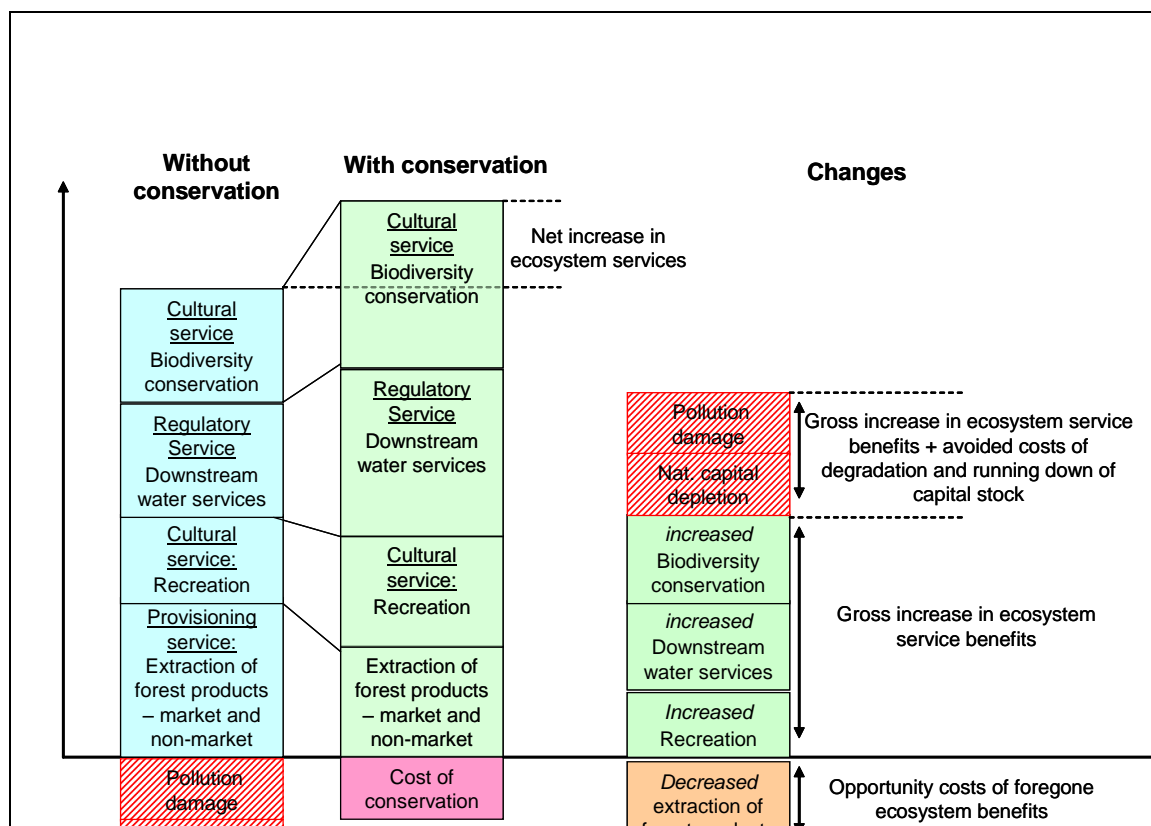 Without
conservation
With conservation
Changes
Cultural
service
Biodiversity
conservation
Regulatory
Service
Downstream
water services
Cultural
service:
Recreation
Provisioning
service:
Extraction of
forest products
– market and
non-market
Pollution
damage
Cultural
service
Biodiversity
conservation
Regulatory
Service
Downstream
water services
Cultural
service:
Recreation
Extraction of
forest products
– market and
non-market
Cost of
conservation
Net increase in
ecosystem services
Pollution
damage
Nat. capital
depletion
increased
Biodiversity
conservation
increased
Downstream
water services
Increased
Recreation
Decreased
extraction of
Gross increase in ecosystem service
benefits + avoided costs of
degradation and running down of
capital stock
Gross increase in ecosystem
service benefits
Opportunity costs of foregone
ecosystem benefits